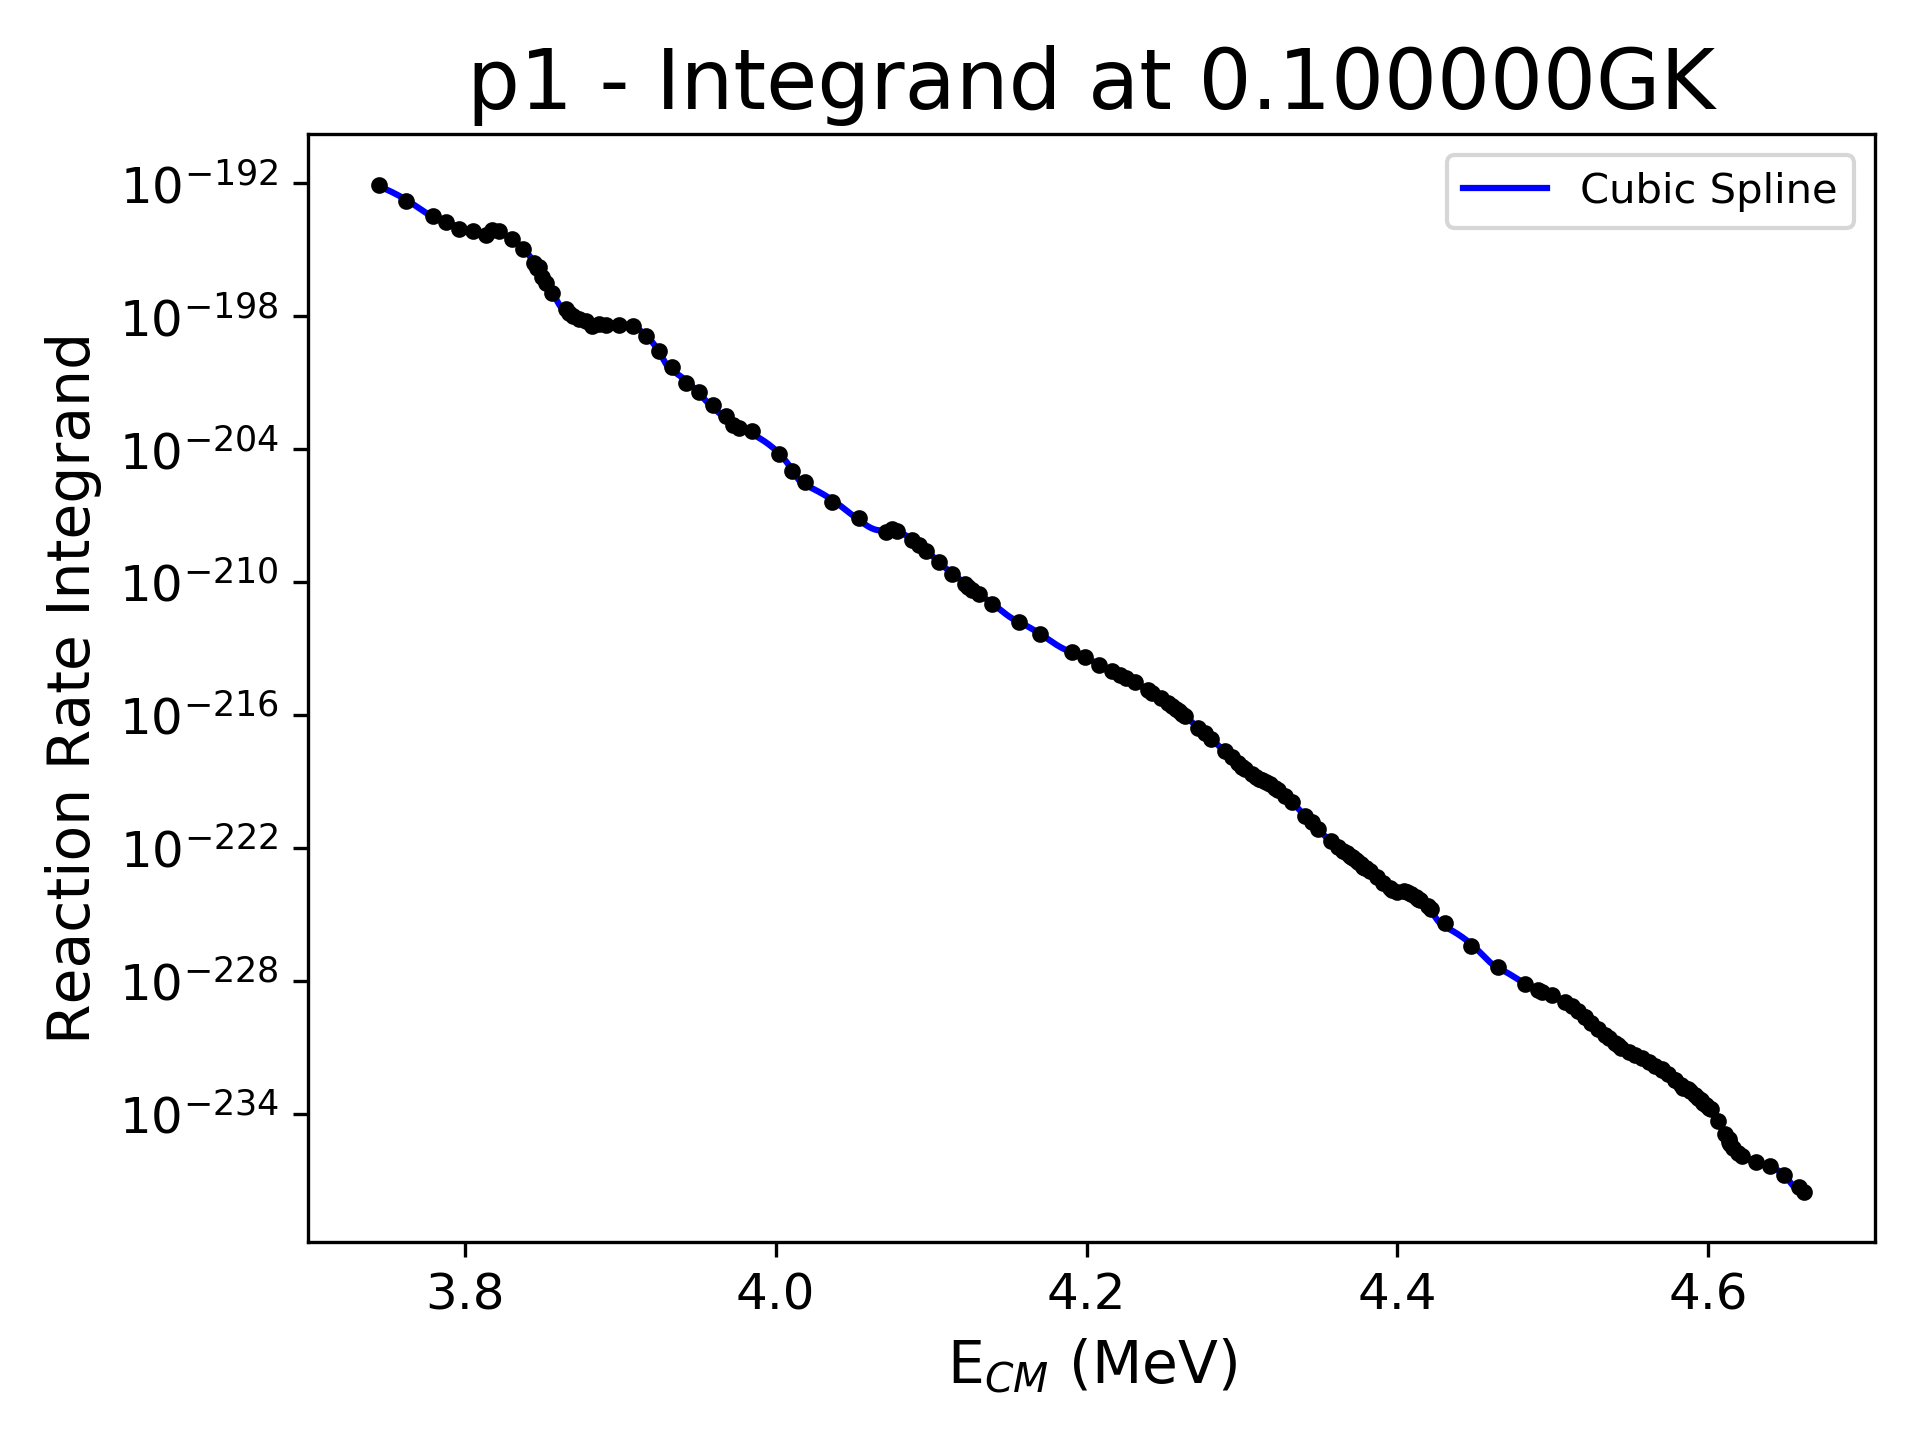 p1 - Integrand at 0.100000GK
Cubic Spline
Reaction Rate Integrand
10⁻¹⁹²
10⁻¹⁹⁸
10⁻²⁰⁴
10⁻²¹⁰
10⁻²¹⁶
10⁻²²²
10⁻²²⁸
10⁻²³⁴
3.8 4.0 4.2 4.4 4.6
E_CM (MeV)